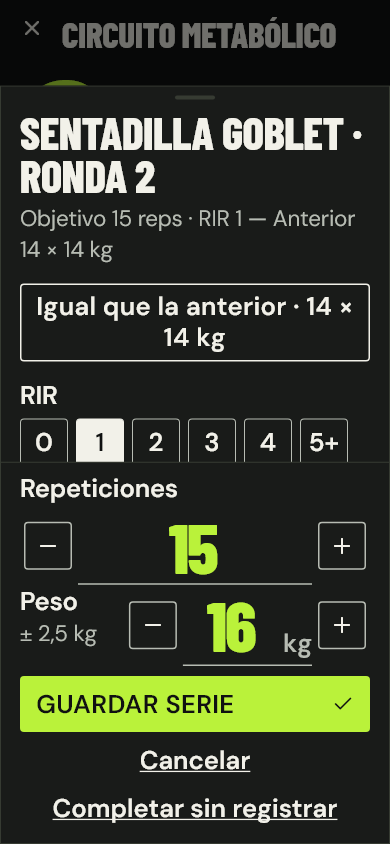 × CIRCUITO METABÓLICO
SENTADILLA GOBLET ·
RONDA 2
Objetivo 15 reps · RIR 1 — Anterior
14 × 14 kg
Igual que la anterior · 14 ×
14 kg
RIR
0 1 2 3 4 5+
Repeticiones
− 15 +
Peso
± 2,5 kg − 16 kg +
GUARDAR SERIE ✓
Cancelar
Completar sin registrar